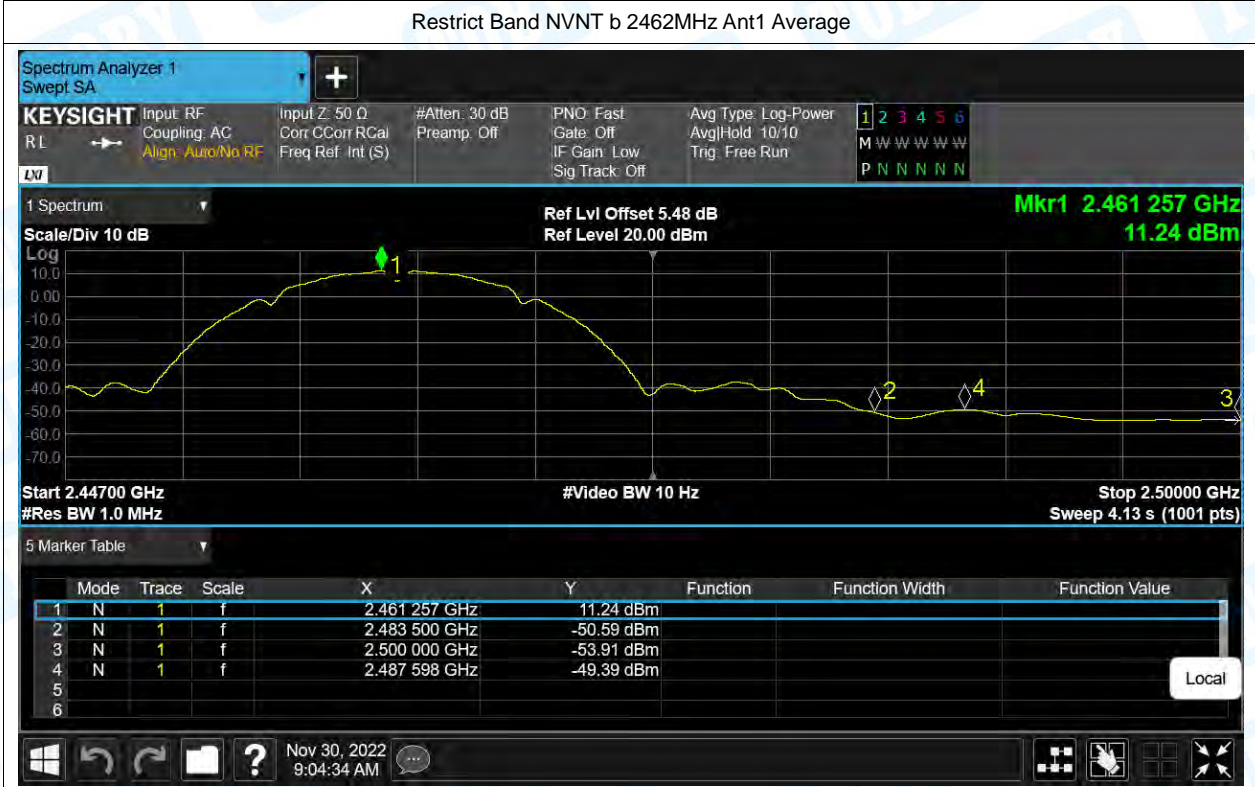 Restrict Band NVNT b 2462MHz Ant1 Average
Spectrum Analyzer 1
Swept SA
+
KEYSIGHT
RL
LXI
Input: RF
Coupling: AC
Align: Auto/No RF
Input Z: 50 Ω
Corr CCorr RCal
Freq Ref: Int (S)
#Atten: 30 dB
Preamp: Off
PNO: Fast
Gate: Off
IF Gain: Low
Sig Track: Off
Avg Type: Log-Power
Avg|Hold: 10/10
Trig: Free Run
1 2 3 4 5 6
M W W W W W W
P N N N N N N
1 Spectrum
Scale/Div 10 dB
Ref Lvl Offset 5.48 dB
Ref Level 20.00 dBm
Mkr1 2.461 257 GHz
11.24 dBm
Log
10.0
0.00
-10.0
-20.0
-30.0
-40.0
-50.0
-60.0
-70.0
1
2
4
3
Start 2.44700 GHz
#Res BW 1.0 MHz
#Video BW 10 Hz
Stop 2.50000 GHz
Sweep 4.13 s (1001 pts)
5 Marker Table
Mode Trace Scale X Y Function Function Width Function Value
1 N 1 f 2.461 257 GHz 11.24 dBm
2 N 1 f 2.483 500 GHz -50.59 dBm
3 N 1 f 2.500 000 GHz -53.91 dBm
4 N 1 f 2.487 598 GHz -49.39 dBm
5
6
Local
?
Nov 30, 2022
9:04:34 AM